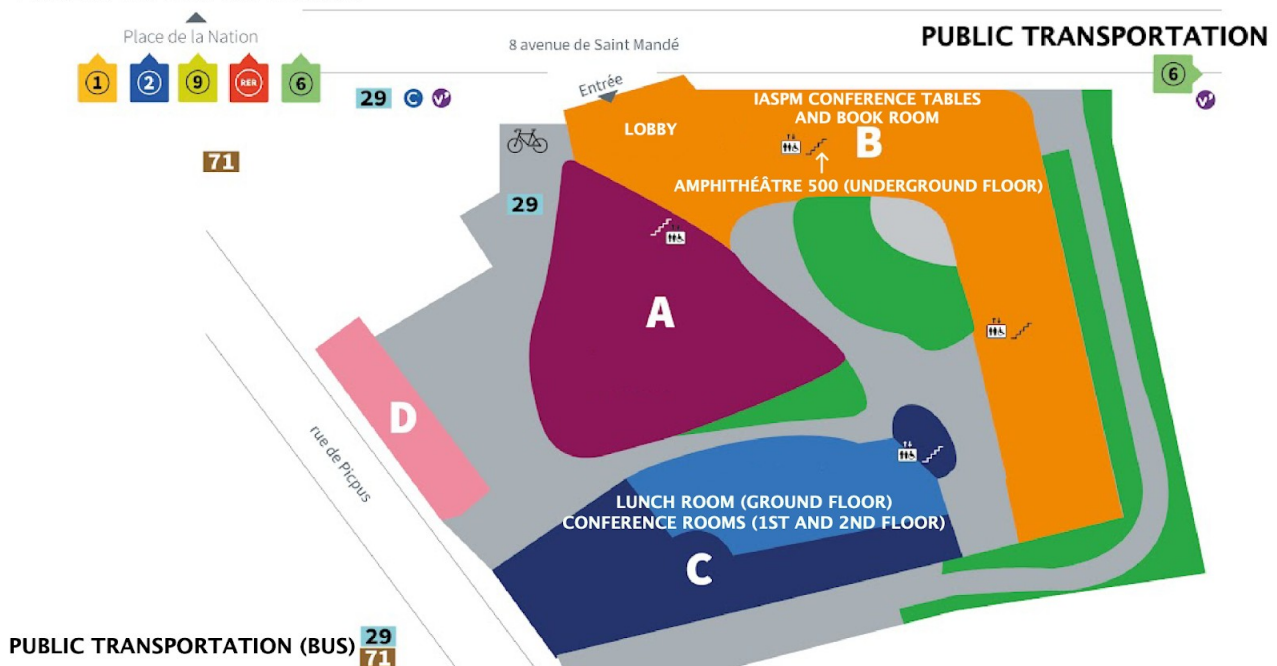 Place de la Nation
1 2 9 RER 6
8 avenue de Saint Mandé
PUBLIC TRANSPORTATION
6
29 C V
V
71
Entrée
LOBBY
IASPM CONFERENCE TABLES
AND BOOK ROOM
B
AMPHITHÉÂTRE 500 (UNDERGROUND FLOOR)
29
A
D
rue de Picpus
LUNCH ROOM (GROUND FLOOR)
CONFERENCE ROOMS (1ST AND 2ND FLOOR)
C
PUBLIC TRANSPORTATION (BUS) 29
71